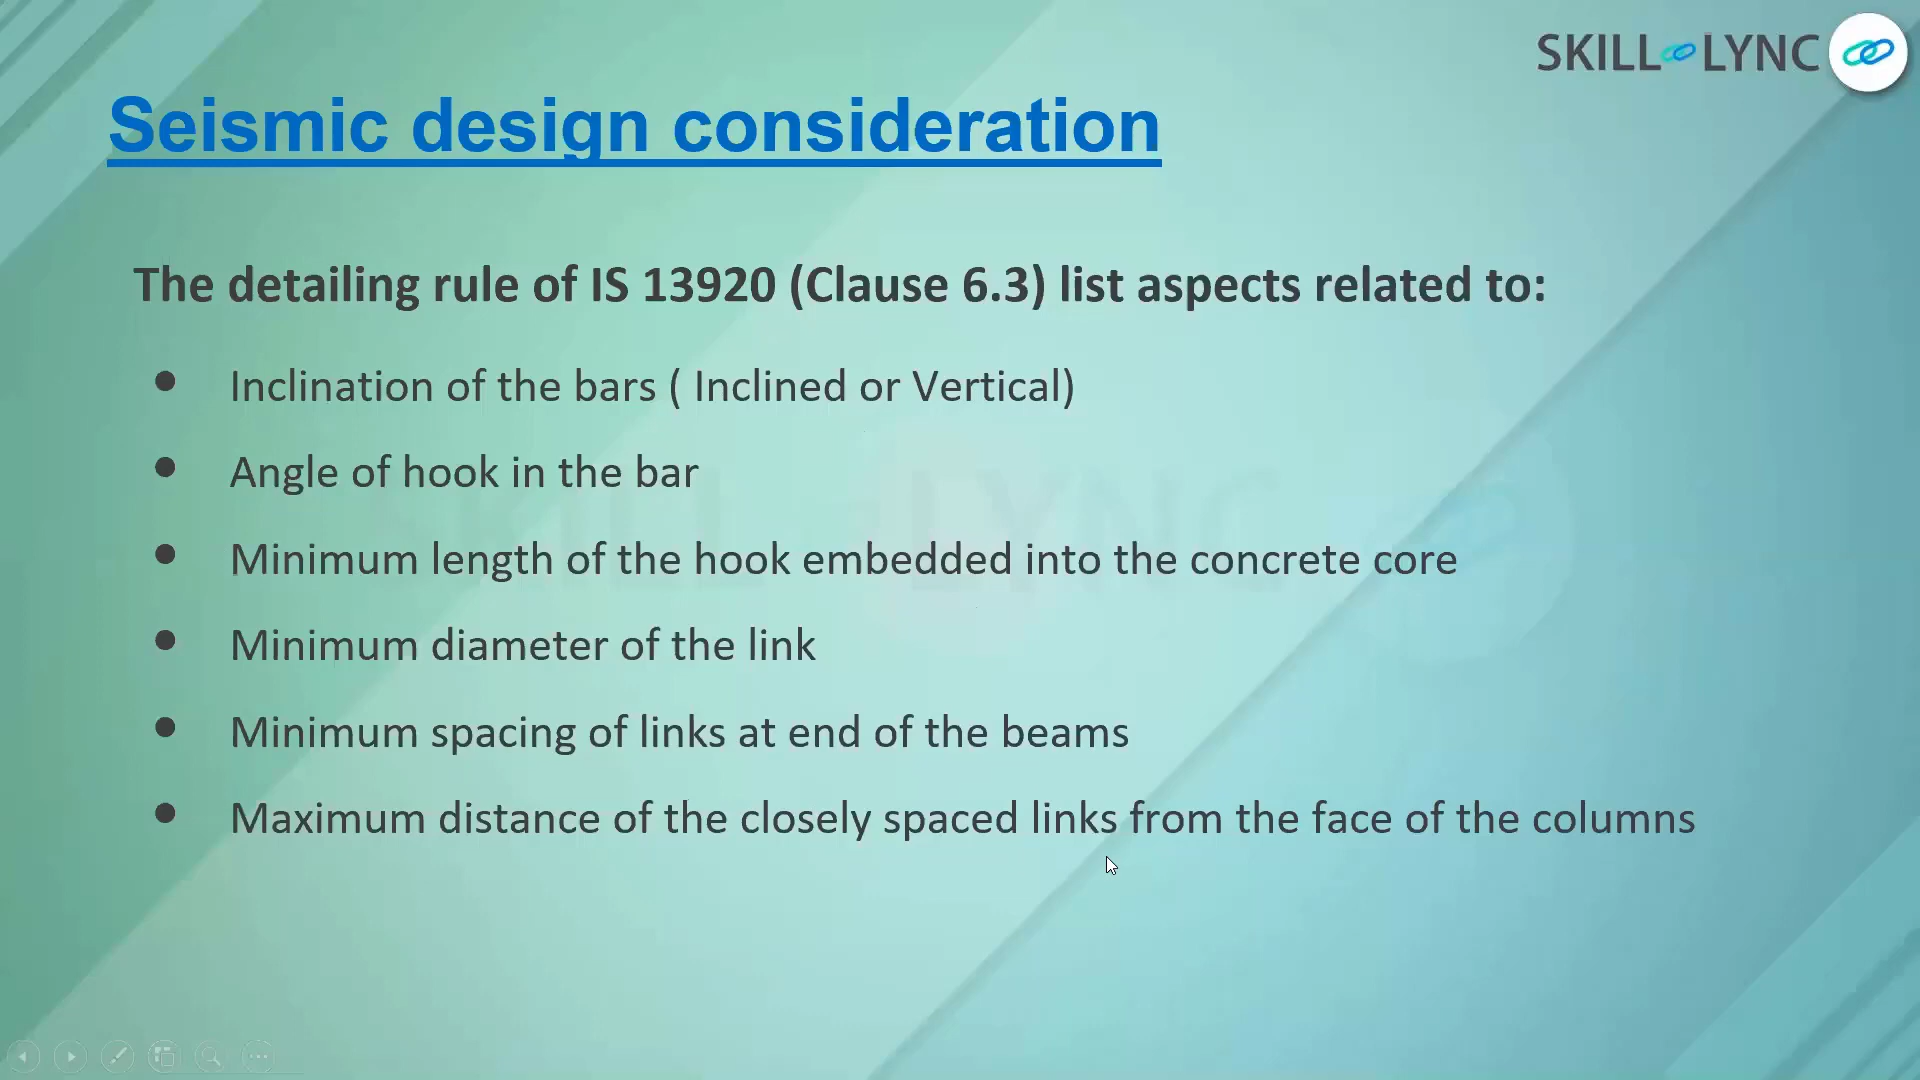 SKILL LYNC
Seismic design consideration
The detailing rule of IS 13920 (Clause 6.3) list aspects related to:
• Inclination of the bars ( Inclined or Vertical)
• Angle of hook in the bar
• Minimum length of the hook embedded into the concrete core
• Minimum diameter of the link
• Minimum spacing of links at end of the beams
• Maximum distance of the closely spaced links from the face of the columns
SKILL LYNC